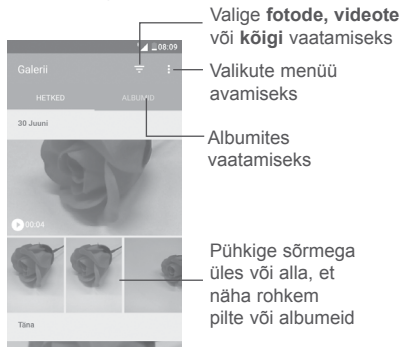 Valige fotode, videote
või kõigi vaatamiseks
08:09
Galerii
Valikute menüü
avamiseks
HETKED
ALBUMID
30 Juuni
Albumites
vaatamiseks
00:04
Pühkige sõrmega
üles või alla, et
näha rohkem
pilte või albumeid
Täna